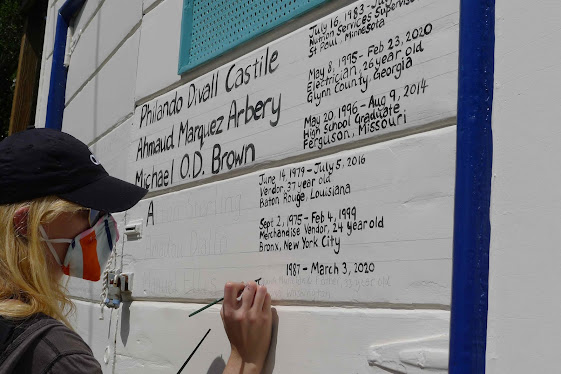 July 16, 1983 - Ju
Nutrition Services Supervisor
St Paul, Minnesota
Philando Divall Castile
May 8, 1995 - Feb 23, 2020
Electrician, 26 year old
Glynn County, Georgia
Ahmaud Marquez Arbery
May 20, 1996 - Aug 9, 2014
High School Graduate
Ferguson, Missouri
Michael O.D. Brown
June 14, 1979 - July 5, 2016
Vendor, 37 year old
Baton Rouge, Louisiana
A
Sept 2, 1975 - Feb 4, 1999
Merchandise Vendor, 24 year old
Bronx, New York City
1987 - March 3, 2020